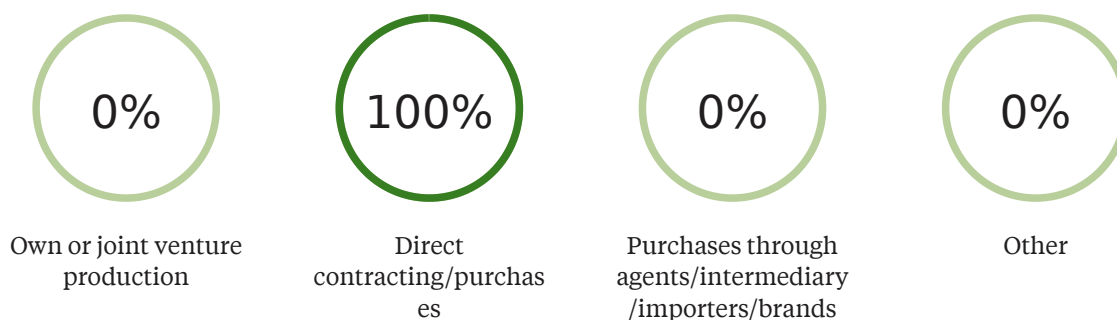 0%
100%
0%
0%
Own or joint venture
production
Direct
contracting/purchas
es
Purchases through
agents/intermediary
/importers/brands
Other